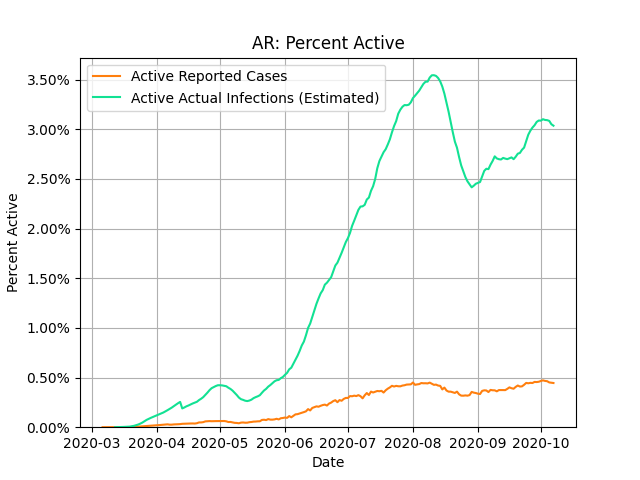 AR: Percent Active
Active Reported Cases
Active Actual Infections (Estimated)
Percent Active
3.50%
3.00%
2.50%
2.00%
1.50%
1.00%
0.50%
0.00%
2020-03 2020-04 2020-05 2020-06 2020-07 2020-08 2020-09 2020-10
Date